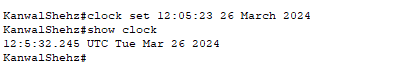 KanwalShehz#clock set 12:05:23 26 March 2024
KanwalShehz#show clock
12:5:32.245 UTC Tue Mar 26 2024
KanwalShehz#